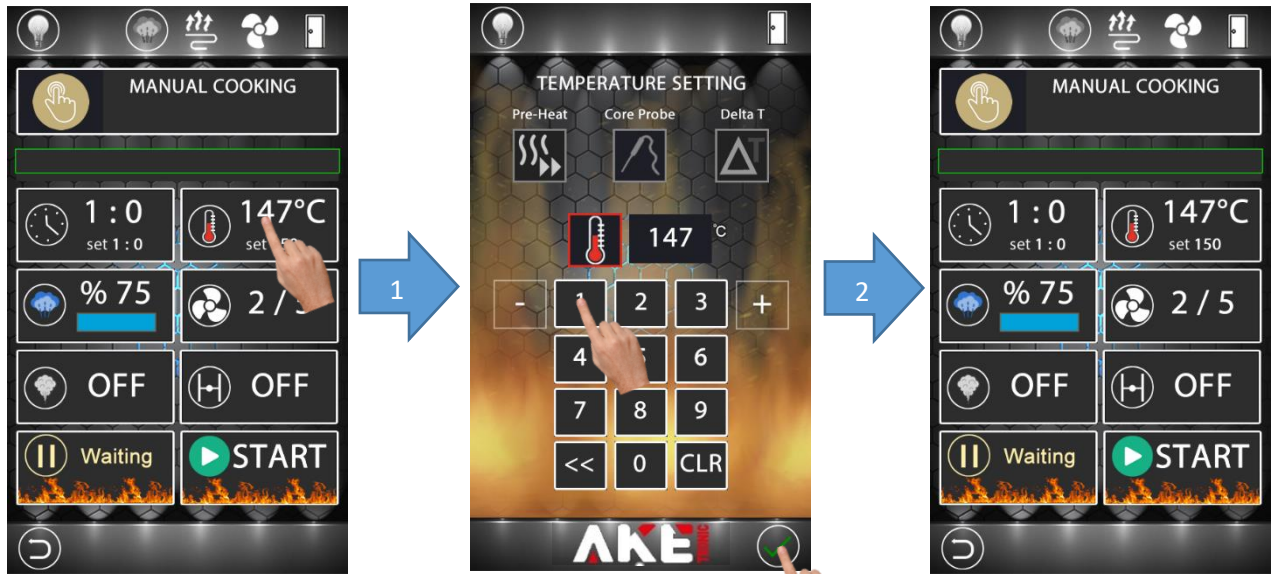 MANUAL COOKING
1 : 0
set 1 : 0
147°C
set
% 75
2 /
OFF
OFF
Waiting
START
1
TEMPERATURE SETTING
Pre-Heat
Core Probe
Delta T
T
147 °C
-
1
2
3
+
4
6
7
8
9
<<
0
CLR
AKE
TRONIC
2
MANUAL COOKING
1 : 0
set 1 : 0
147°C
set 150
% 75
2 / 5
OFF
OFF
Waiting
START